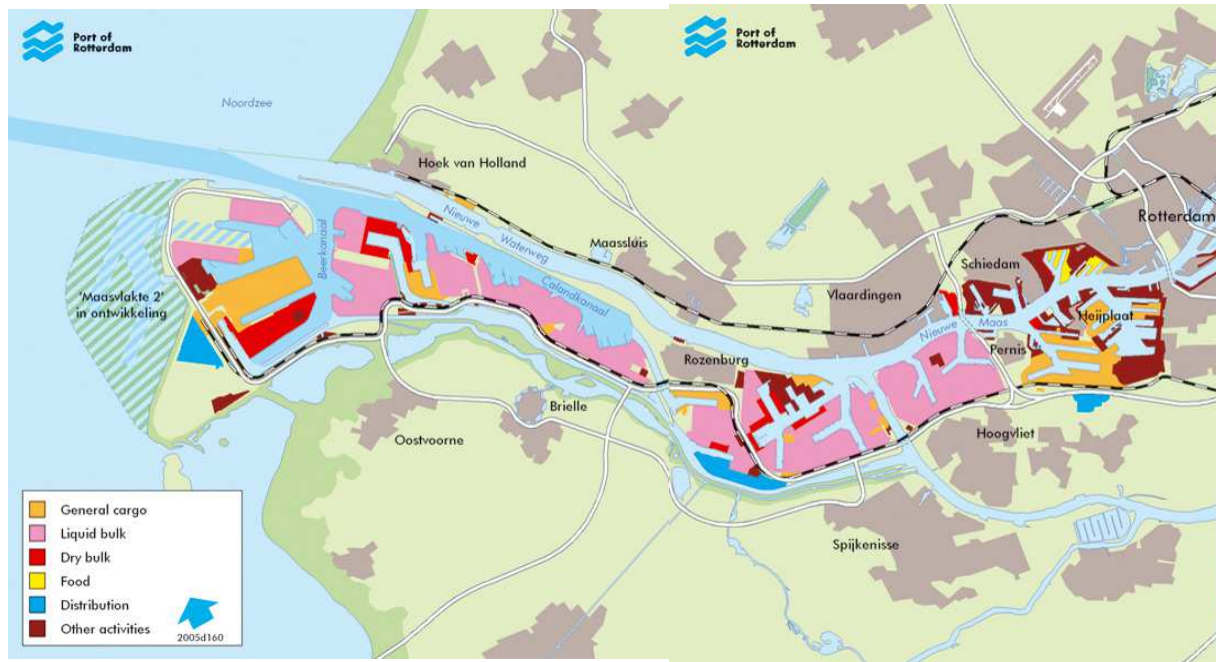 Port of
Rotterdam
Port of
Rotterdam
Noordzee
Hoek van Holland
Nieuwe
Waterweg
Maassluis
Beerkanaal
Calandkanaal
'Maasvlakte 2'
in ontwikkeling
Rotterdam
Schiedam
Vlaardingen
Heijplaat
Nieuwe
Maas
Pernis
Rozenburg
Brielle
Oostvoorne
Hoogvliet
Spijkenisse
General cargo
Liquid bulk
Dry bulk
Food
Distribution
Other activities
2005d160